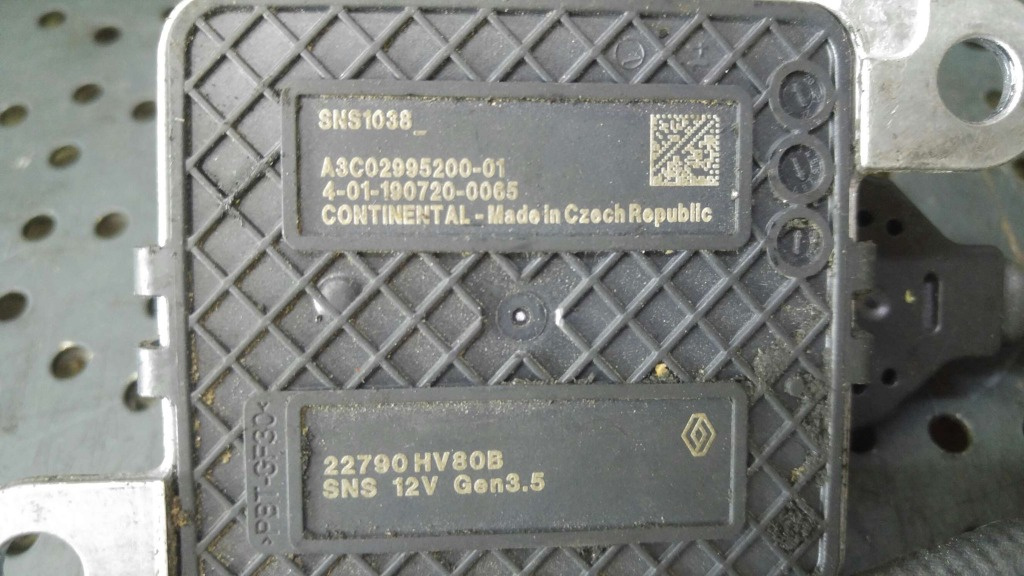 SNS1038_
A3C02995200-01
4-01-190720-0065
CONTINENTAL - Made in Czech Republic
22790 HV80B
SNS 12V Gen3.5
>PBT-GF30<